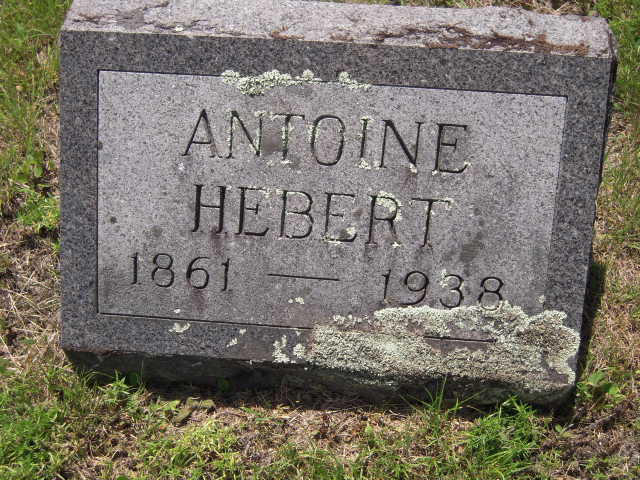 ANTOINE
HEBERT
1861 — 1938